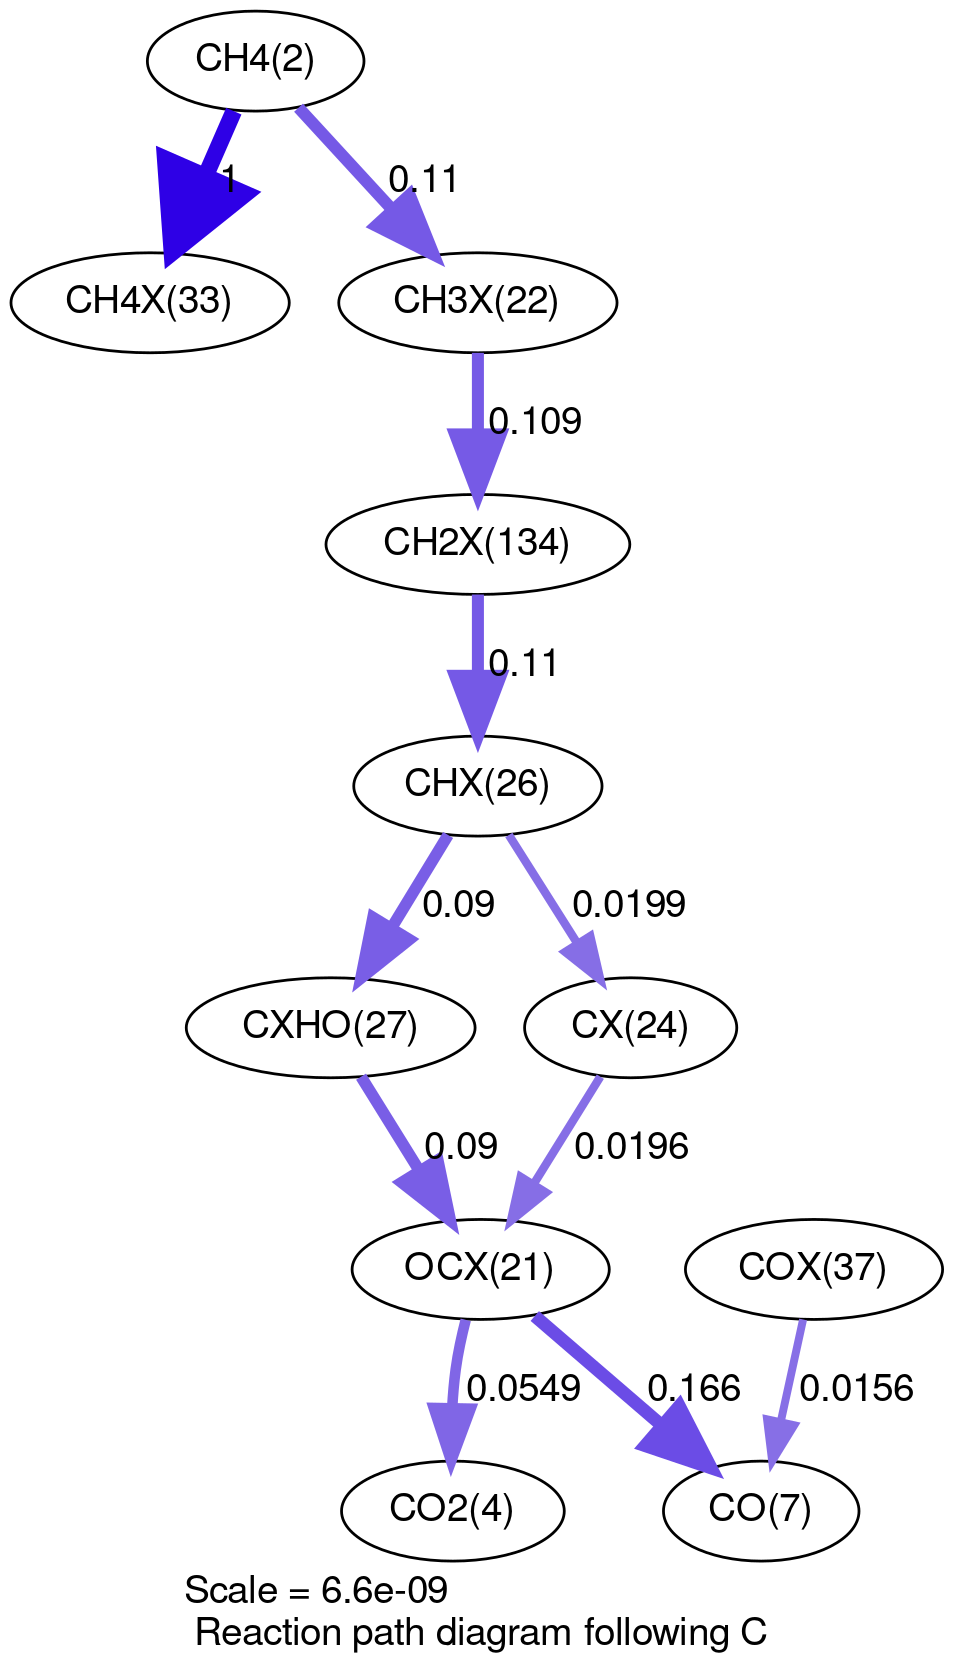 CH4(2)
1
0.11
CH4X(33)
CH3X(22)
0.109
CH2X(134)
0.11
CHX(26)
0.09
0.0199
CXHO(27)
CX(24)
0.09
0.0196
OCX(21)
COX(37)
0.0549
0.166
0.0156
CO2(4)
CO(7)
Scale = 6.6e-09
Reaction path diagram following C